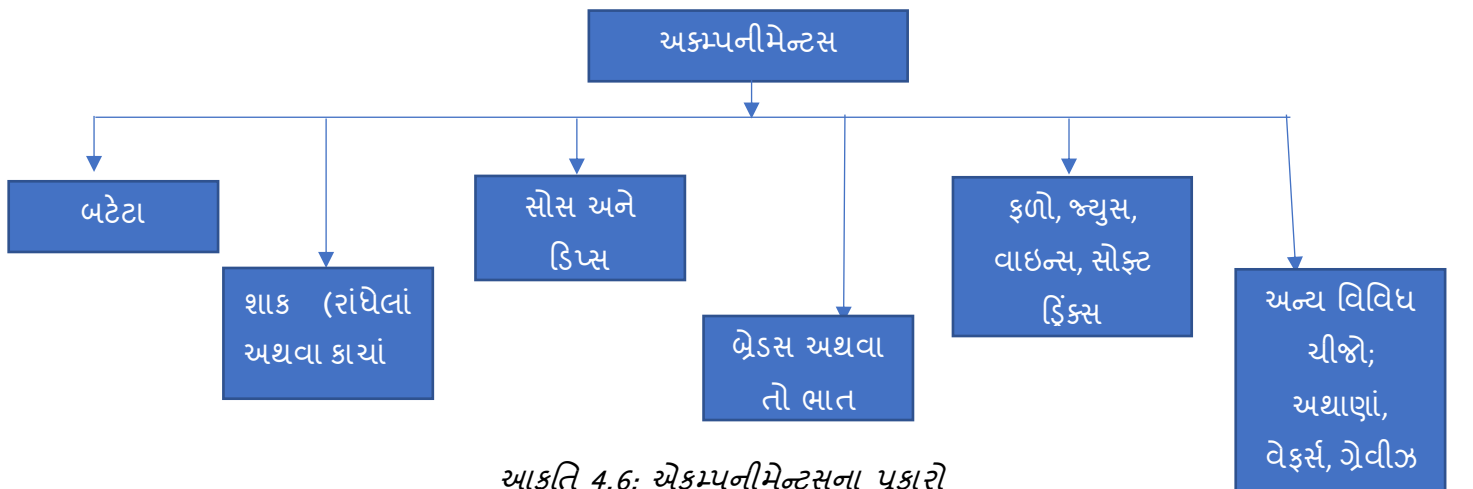 અકમ્પનીમેન્ટસ
બટેટા
શાક (રાંધેલાં
અથવા કાચાં
સોસ અને
ડિપ્સ
બ્રેડસ અથવા
તો ભાત
ફળો, જ્યુસ,
વાઇન્સ, સોફ્ટ
ડ્રિંક્સ
અન્ય વિવિધ
ચીજો;
અથાણાં,
વેફર્સ, ગ્રેવીઝ
આકૃતિ 4.6: એકમ્પનીમેન્ટસના પ્રકારો